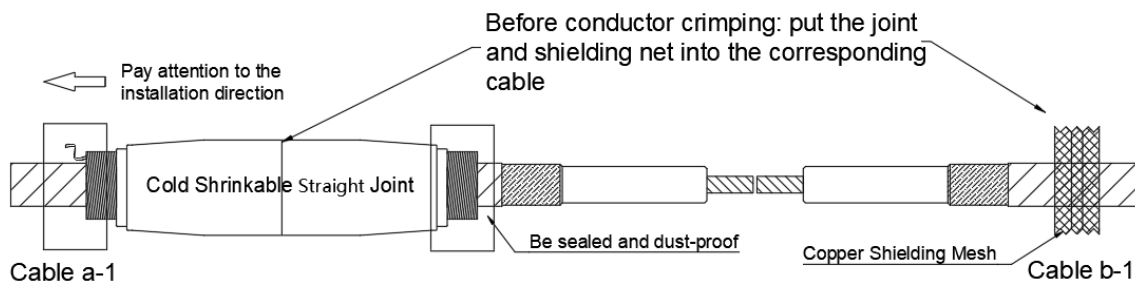 Before conductor crimping: put the joint
and shielding net into the corresponding
cable
Pay attention to the
installation direction
Cold Shrinkable Straight Joint
Be sealed and dust-proof
Copper Shielding Mesh
Cable a-1
Cable b-1